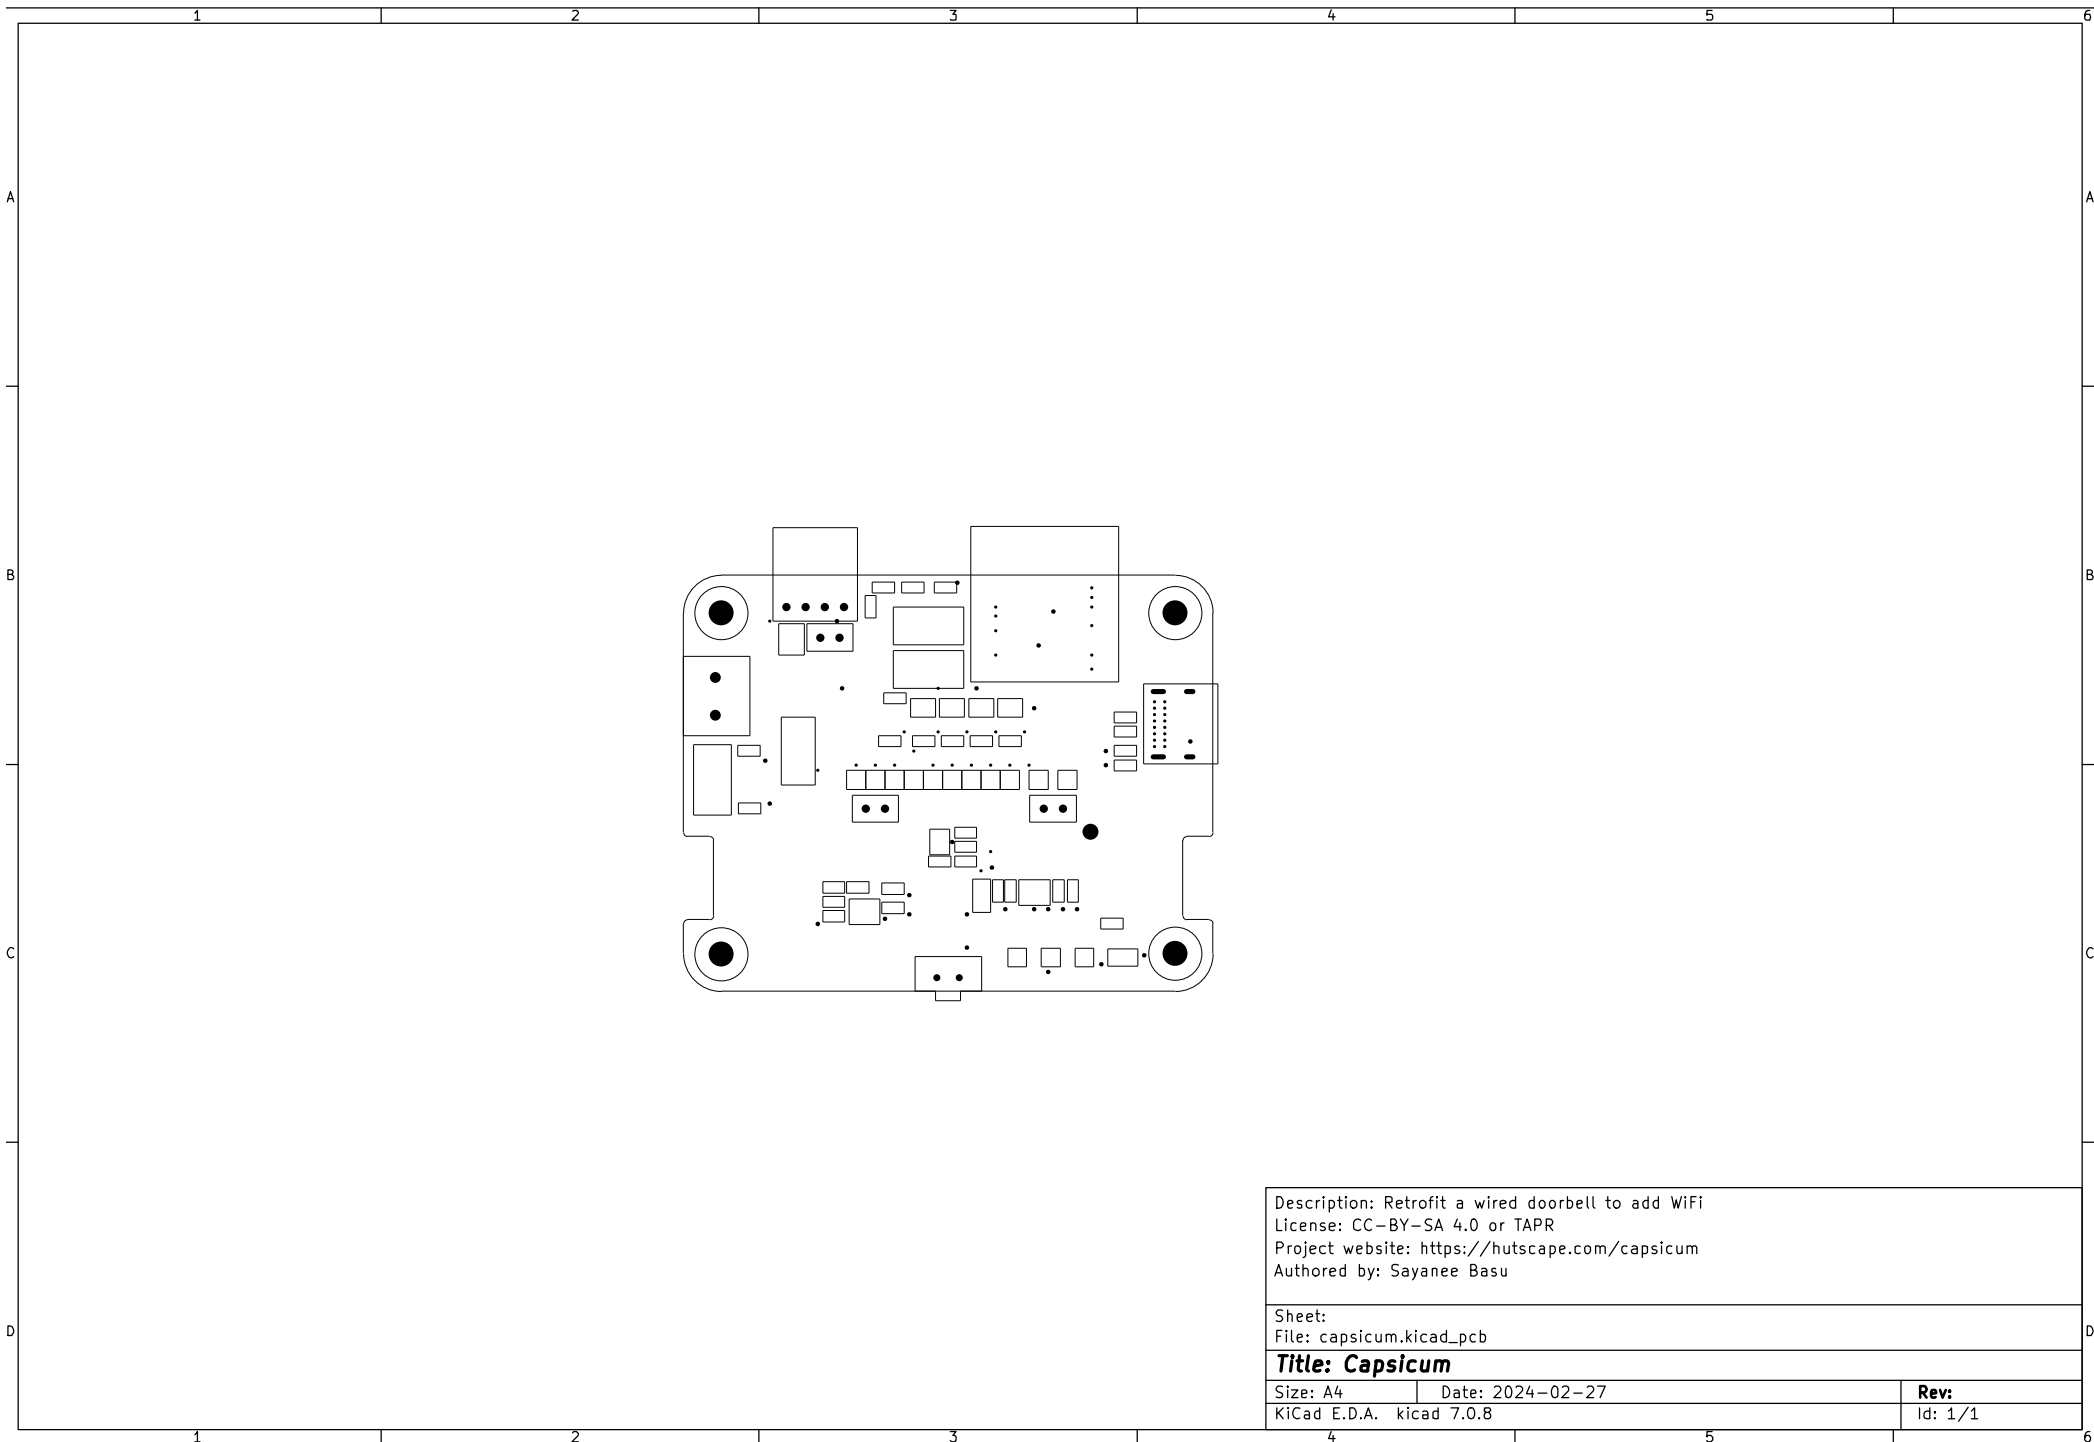 1 2 3 4 5 6
A A
B B
C C
Description: Retrofit a wired doorbell to add WiFi
License: CC-BY-SA 4.0 or TAPR
Project website: https://hutscape.com/capsicum
Authored by: Sayanee Basu
Sheet:
D D
File: capsicum.kicad_pcb
Title: Capsicum
Size: A4 Date: 2024-02-27 Rev:
KiCad E.D.A. kicad 7.0.8 Id: 1/1
1 2 3 4 5 6